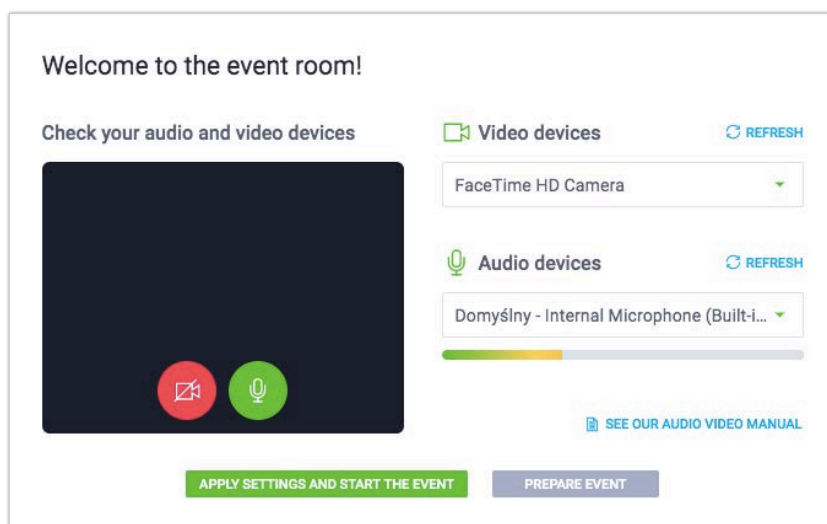 Welcome to the event room!
Check your audio and video devices
Video devices
REFRESH
FaceTime HD Camera
Audio devices
REFRESH
Domyślny - Internal Microphone (Built-i...
SEE OUR AUDIO VIDEO MANUAL
APPLY SETTINGS AND START THE EVENT
PREPARE EVENT